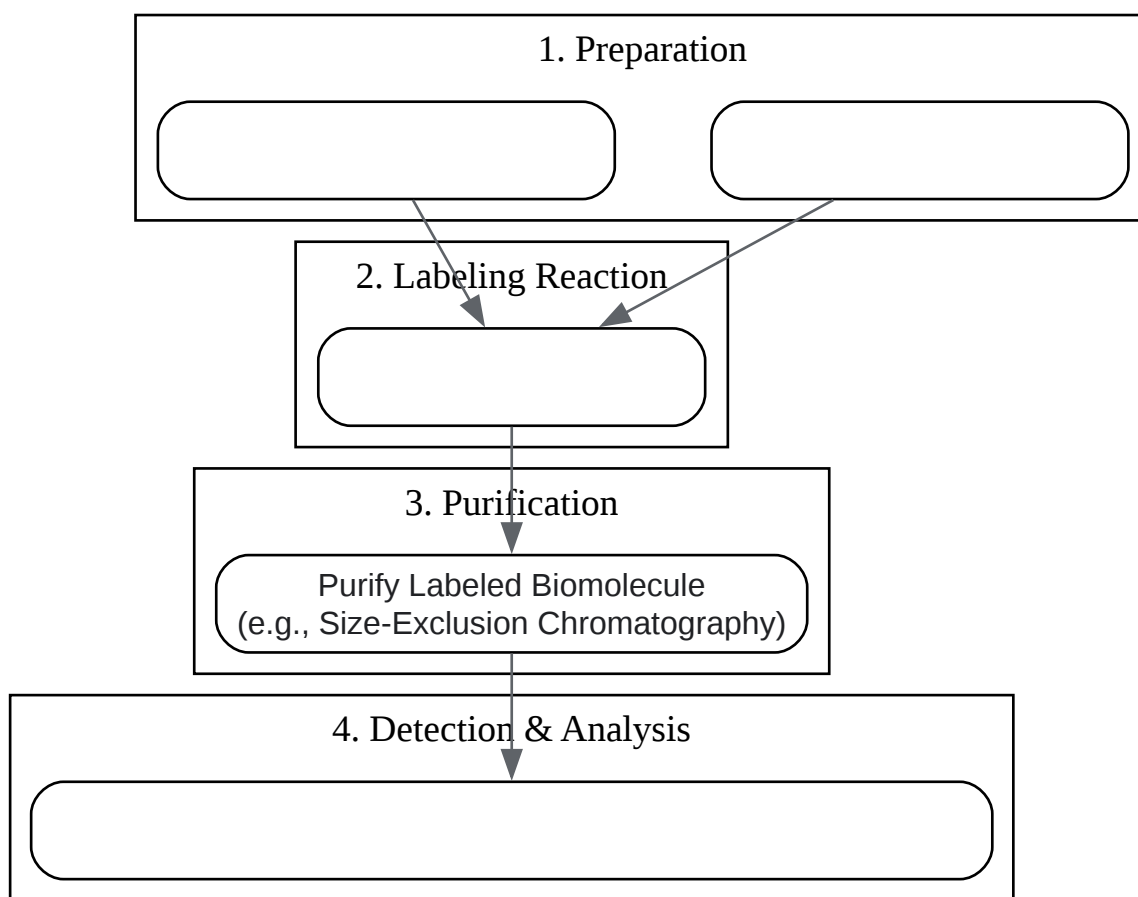 1. Preparation
2. Labeling Reaction
3. Purification
Purify Labeled Biomolecule
(e.g., Size-Exclusion Chromatography)
4. Detection & Analysis